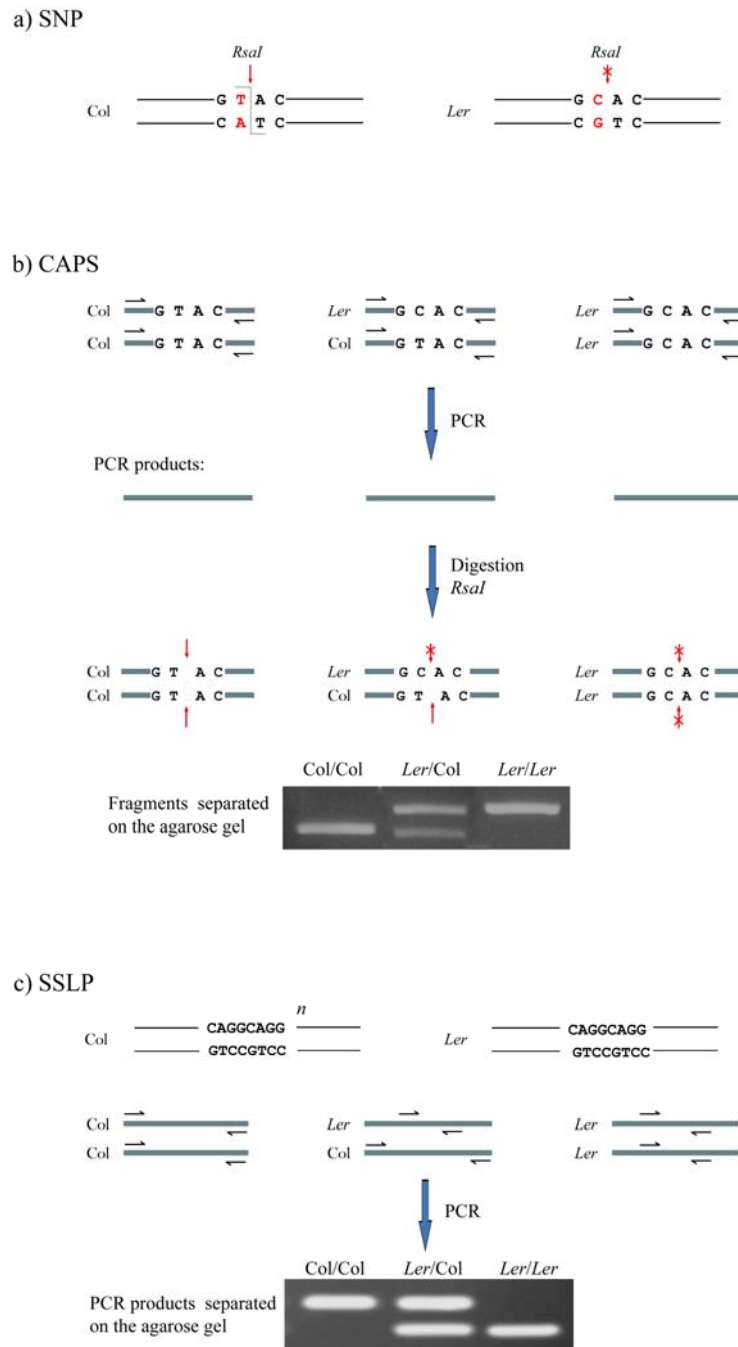 a) SNP
RsaI RsaI
Col G T A C Ler G C A C
C A T C C G T C
b) CAPS
Col G T A C Ler G C A C Ler G C A C
Col G T A C Col G T A C Ler G C A C
PCR
PCR products:
Digestion
RsaI
Col G T A C Ler G C A C Ler G C A C
Col G T A C Col G T A C Ler G C A C
Col/Col Ler/Col Ler/Ler
Fragments separated
on the agarose gel
c) SSLP
n
Col CAGGCAGG Ler CAGGCAGG
GTCCGTCC GTCCGTCC
Col Ler Ler
Col Col Ler
PCR
Col/Col Ler/Col Ler/Ler
PCR products separated
on the agarose gel